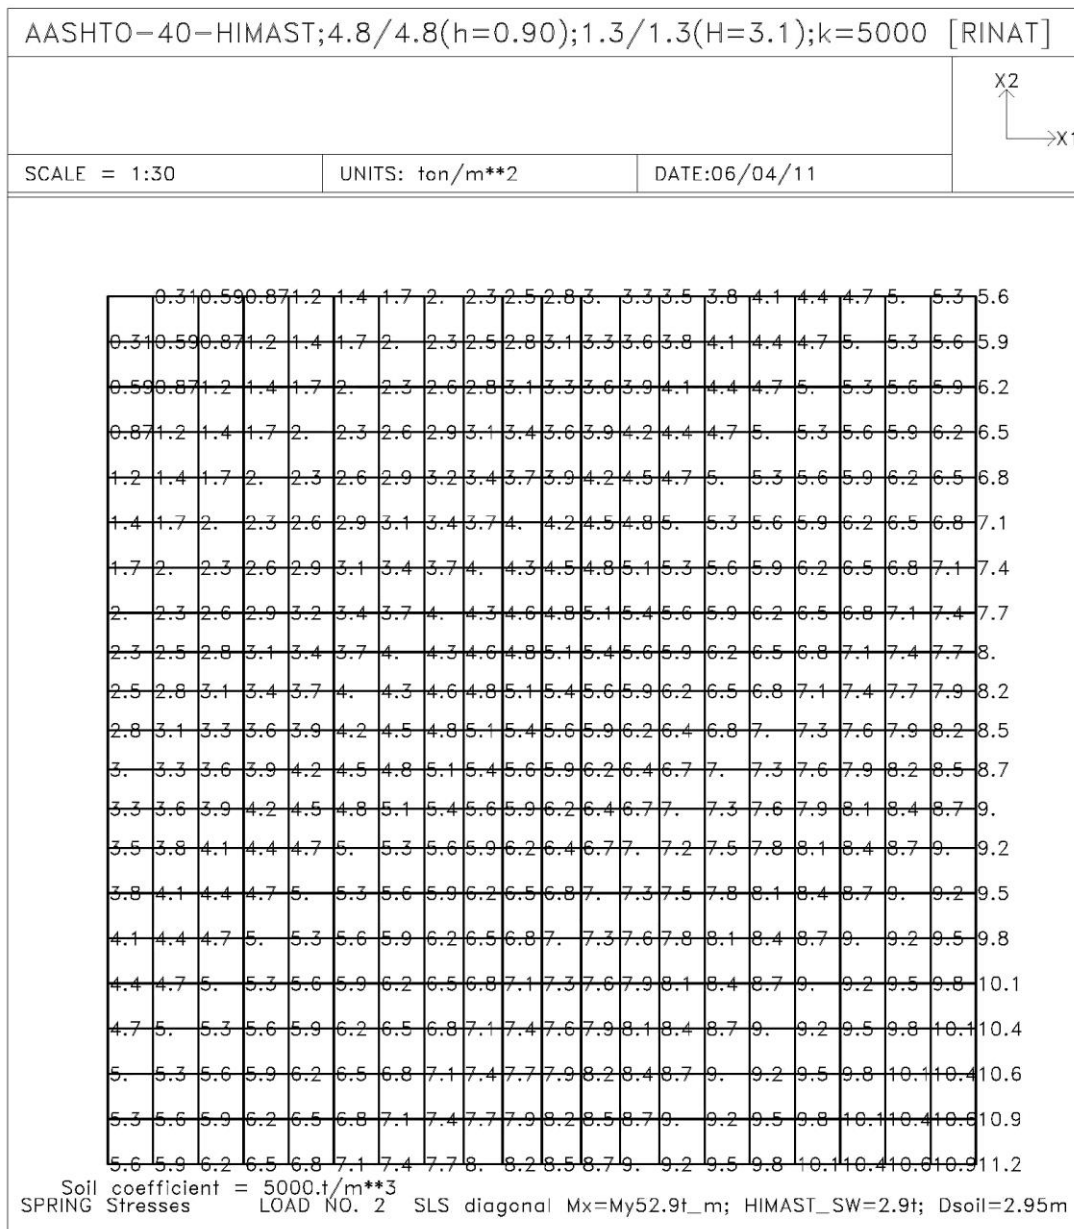 AASHTO-40-HIMAST;4.8/4.8(h=0.90);1.3/1.3(H=3.1);k=5000 [RINAT]
X2
X1
SCALE = 1:30 UNITS: ton/m**2 DATE:06/04/11
0.31 0.59 0.87 1.2 1.4 1.7 2. 2.3 2.5 2.8 3. 3.3 3.5 3.8 4.1 4.4 4.7 5. 5.3 5.6
0.31 0.59 0.87 1.2 1.4 1.7 2. 2.3 2.5 2.8 3.1 3.3 3.6 3.8 4.1 4.4 4.7 5. 5.3 5.6 5.9
0.59 0.87 1.2 1.4 1.7 2. 2.3 2.6 2.8 3.1 3.3 3.6 3.9 4.1 4.4 4.7 5. 5.3 5.6 5.9 6.2
0.87 1.2 1.4 1.7 2. 2.3 2.6 2.9 3.1 3.4 3.6 3.9 4.2 4.4 4.7 5. 5.3 5.6 5.9 6.2 6.5
1.2 1.4 1.7 2. 2.3 2.6 2.9 3.2 3.4 3.7 3.9 4.2 4.5 4.7 5. 5.3 5.6 5.9 6.2 6.5 6.8
1.4 1.7 2. 2.3 2.6 2.9 3.1 3.4 3.7 4. 4.2 4.5 4.8 5. 5.3 5.6 5.9 6.2 6.5 6.8 7.1
1.7 2. 2.3 2.6 2.9 3.1 3.4 3.7 4. 4.3 4.5 4.8 5.1 5.3 5.6 5.9 6.2 6.5 6.8 7.1 7.4
2. 2.3 2.6 2.9 3.2 3.4 3.7 4. 4.3 4.6 4.8 5.1 5.4 5.6 5.9 6.2 6.5 6.8 7.1 7.4 7.7
2.3 2.5 2.8 3.1 3.4 3.7 4. 4.3 4.6 4.8 5.1 5.4 5.6 5.9 6.2 6.5 6.8 7.1 7.4 7.7 8.
2.5 2.8 3.1 3.4 3.7 4. 4.3 4.6 4.8 5.1 5.4 5.6 5.9 6.2 6.5 6.8 7.1 7.4 7.7 7.9 8.2
2.8 3.1 3.3 3.6 3.9 4.2 4.5 4.8 5.1 5.4 5.6 5.9 6.2 6.4 6.8 7. 7.3 7.6 7.9 8.2 8.5
3. 3.3 3.6 3.9 4.2 4.5 4.8 5.1 5.4 5.6 5.9 6.2 6.4 6.7 7. 7.3 7.6 7.9 8.2 8.5 8.7
3.3 3.6 3.9 4.2 4.5 4.8 5.1 5.4 5.6 5.9 6.2 6.4 6.7 7. 7.3 7.6 7.9 8.1 8.4 8.7 9.
3.5 3.8 4.1 4.4 4.7 5. 5.3 5.6 5.9 6.2 6.4 6.7 7. 7.2 7.5 7.8 8.1 8.4 8.7 9. 9.2
3.8 4.1 4.4 4.7 5. 5.3 5.6 5.9 6.2 6.5 6.8 7. 7.3 7.5 7.8 8.1 8.4 8.7 9. 9.2 9.5
4.1 4.4 4.7 5. 5.3 5.6 5.9 6.2 6.5 6.8 7. 7.3 7.6 7.8 8.1 8.4 8.7 9. 9.2 9.5 9.8
4.4 4.7 5. 5.3 5.6 5.9 6.2 6.5 6.8 7.1 7.3 7.6 7.9 8.1 8.4 8.7 9. 9.2 9.5 9.8 10.1
4.7 5. 5.3 5.6 5.9 6.2 6.5 6.8 7.1 7.4 7.6 7.9 8.1 8.4 8.7 9. 9.2 9.5 9.8 10.1 10.4
5. 5.3 5.6 5.9 6.2 6.5 6.8 7.1 7.4 7.7 7.9 8.2 8.4 8.7 9. 9.2 9.5 9.8 10.1 10.4 10.6
5.3 5.6 5.9 6.2 6.5 6.8 7.1 7.4 7.7 7.9 8.2 8.5 8.7 9. 9.2 9.5 9.8 10.1 10.4 10.6 10.9
5.6 5.9 6.2 6.5 6.8 7.1 7.4 7.7 8. 8.2 8.5 8.7 9. 9.2 9.5 9.8 10.1 10.4 10.6 10.9 11.2
Soil coefficient = 5000.t/m**3
SPRING Stresses LOAD NO. 2 SLS diagonal Mx=My52.9t_m; HIMAST_SW=2.9t; Dsoil=2.95m